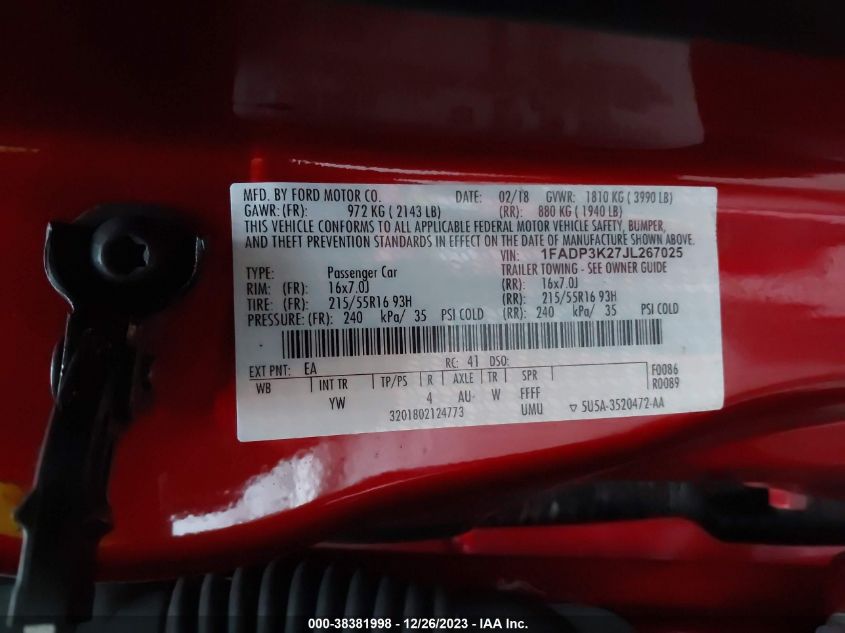 MFD. BY FORD MOTOR CO. DATE: 02/18 GVWR: 1810 KG ( 3990 LB)
GAWR: (FR): 972 KG ( 2143 LB) (RR): 880 KG ( 1940 LB)
THIS VEHICLE CONFORMS TO ALL APPLICABLE FEDERAL MOTOR VEHICLE SAFETY, BUMPER,
AND THEFT PREVENTION STANDARDS IN EFFECT ON THE DATE OF MANUFACTURE SHOWN ABOVE.
VIN: 1FADP3K27JL267025
TYPE: Passenger Car TRAILER TOWING - SEE OWNER GUIDE
RIM: (FR): 16x7.0J (RR): 16x7.0J
TIRE: (FR): 215/55R16 93H (RR): 215/55R16 93H
PRESSURE: (FR): 240 kPa/ 35 PSI COLD (RR): 240 kPa/ 35 PSI COLD
EXT PNT: EA RC: 41 DSO: F0086
WB INT TR TP/PS R AXLE TR SPR R0089
YW 4 AU- W FFFF
3201802124773 UMU ▽ 5U5A-3520472-AA
000-38381998 - 12/26/2023 - IAA Inc.